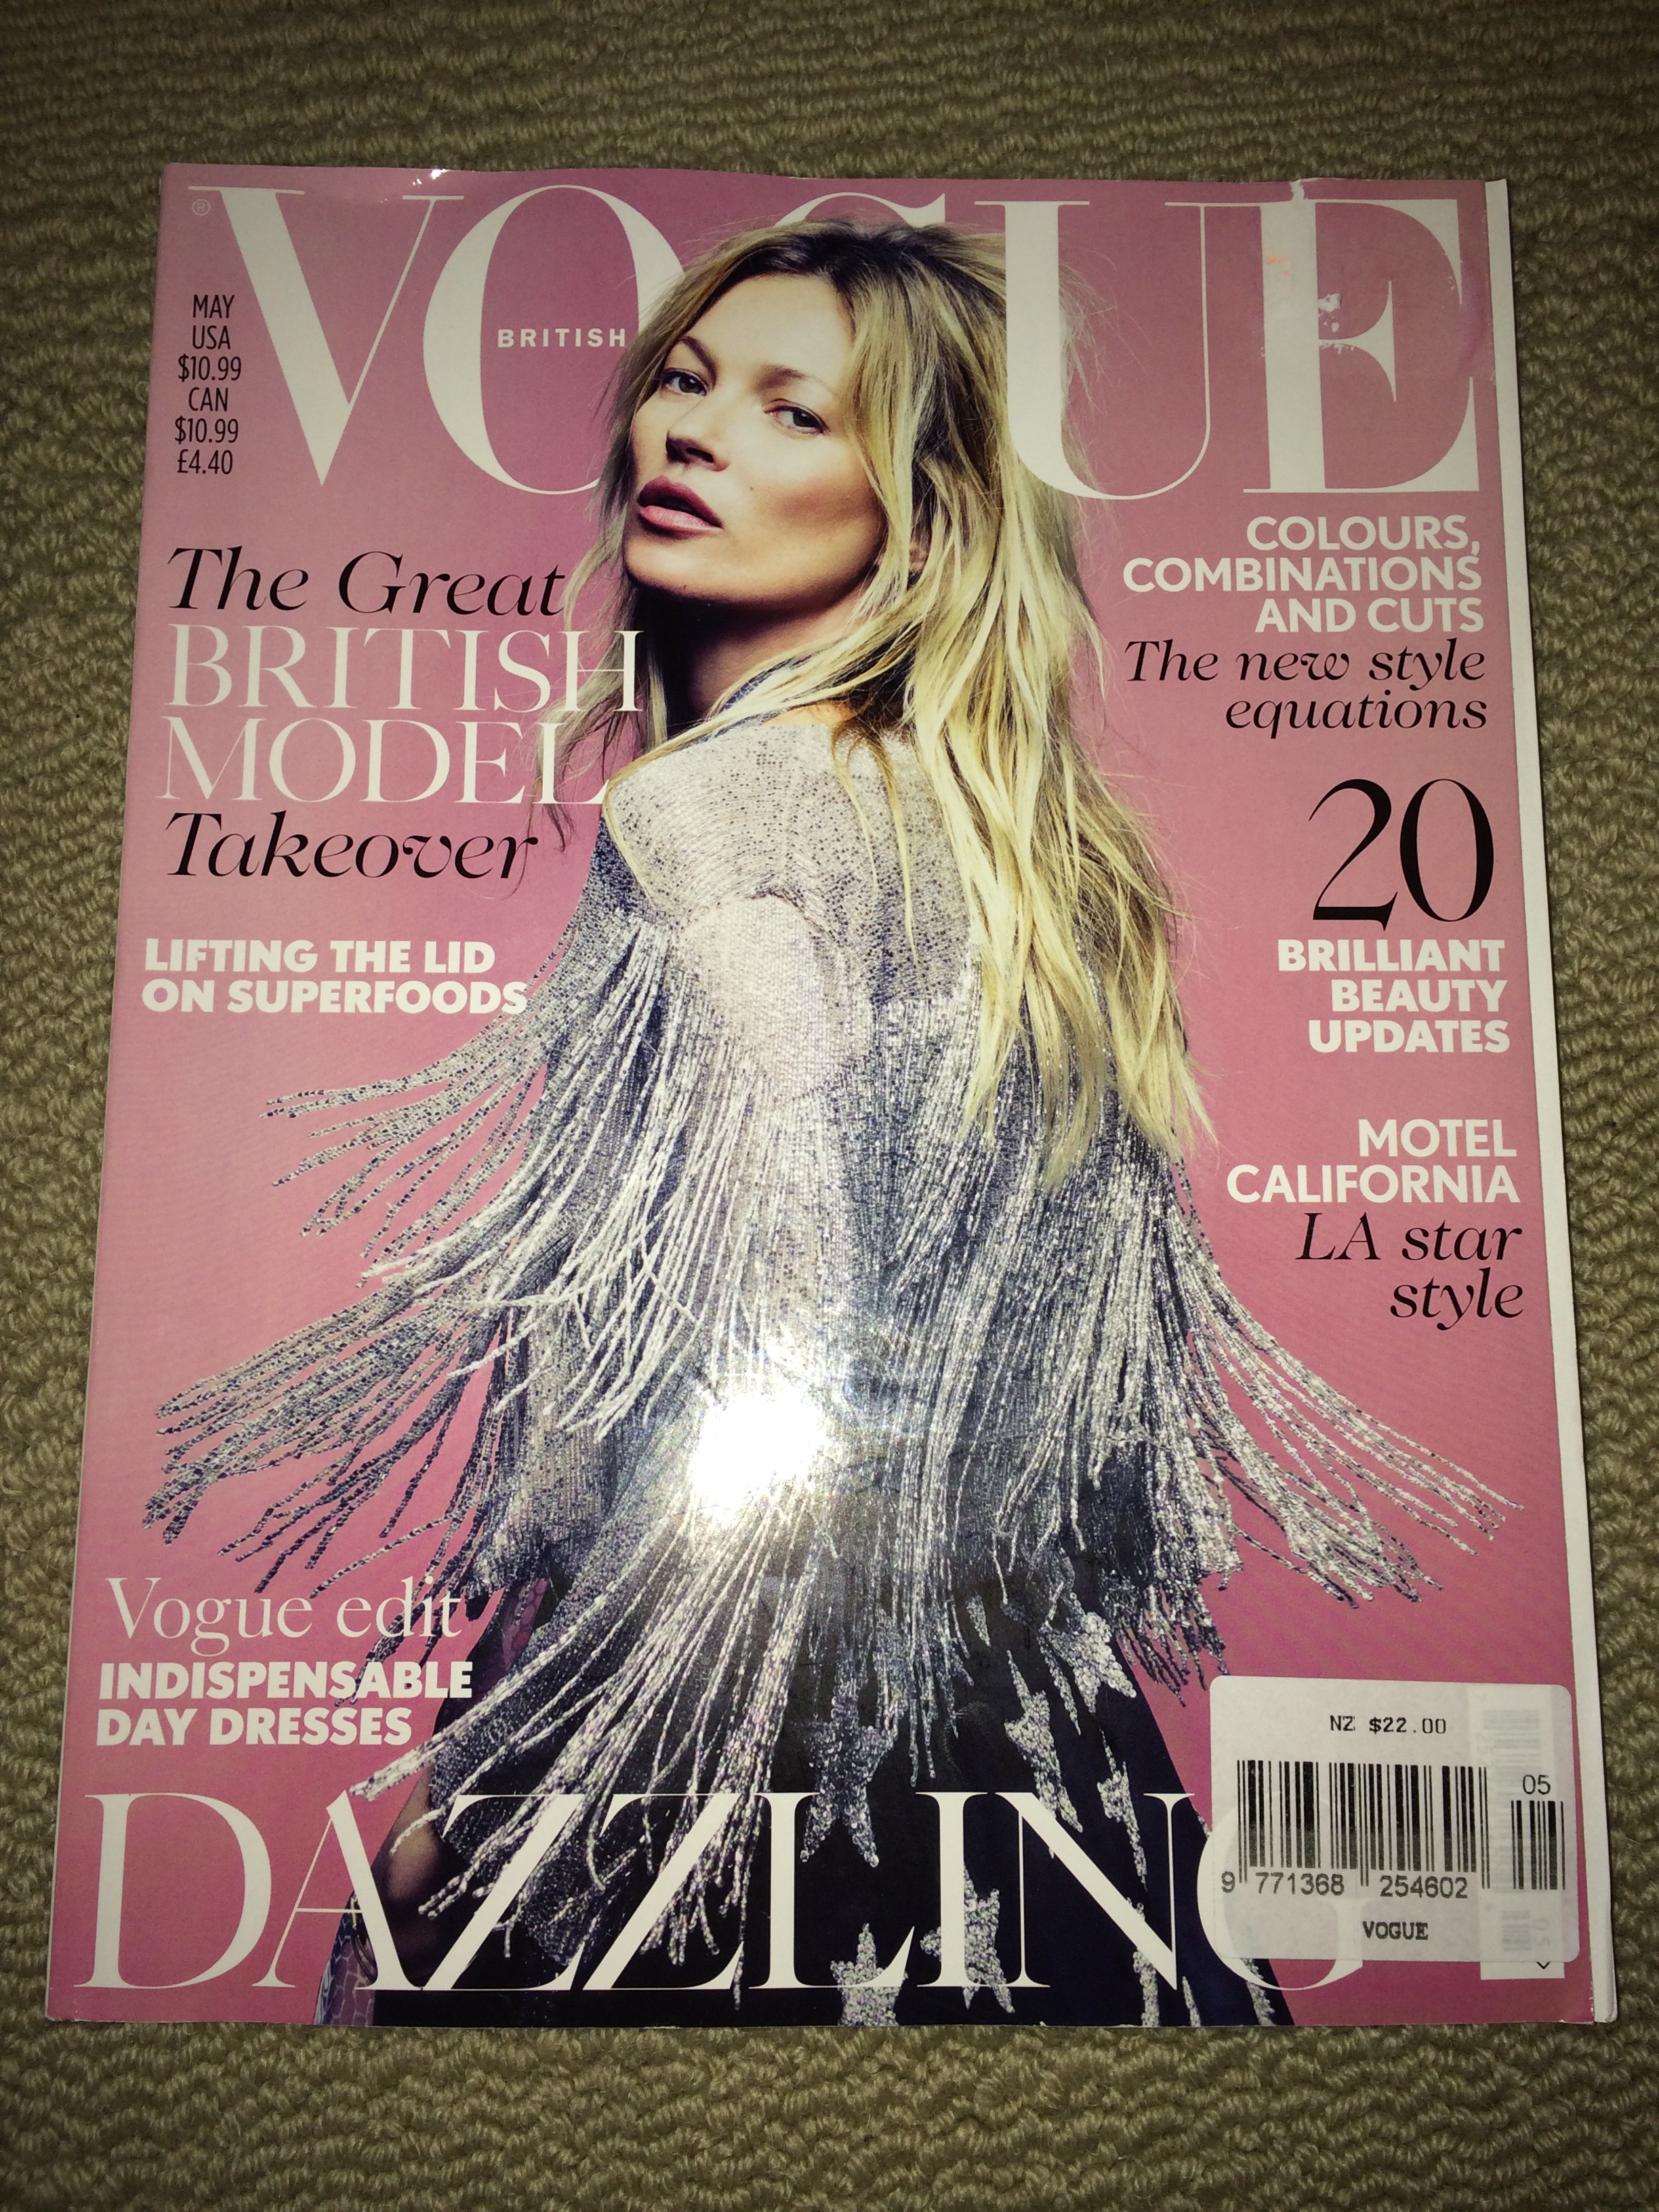 ®
VOGUE
BRITISH
MAY
USA
$10.99
CAN
$10.99
£4.40
The Great
BRITISH
MODEL
Takeover
LIFTING THE LID
ON SUPERFOODS
COLOURS,
COMBINATIONS
AND CUTS
The new style
equations
20
BRILLIANT
BEAUTY
UPDATES
MOTEL
CALIFORNIA
LA star
style
Vogue edit
INDISPENSABLE
DAY DRESSES
DAZZLING
NZ $22.00
05
9 771368 254602
VOGUE